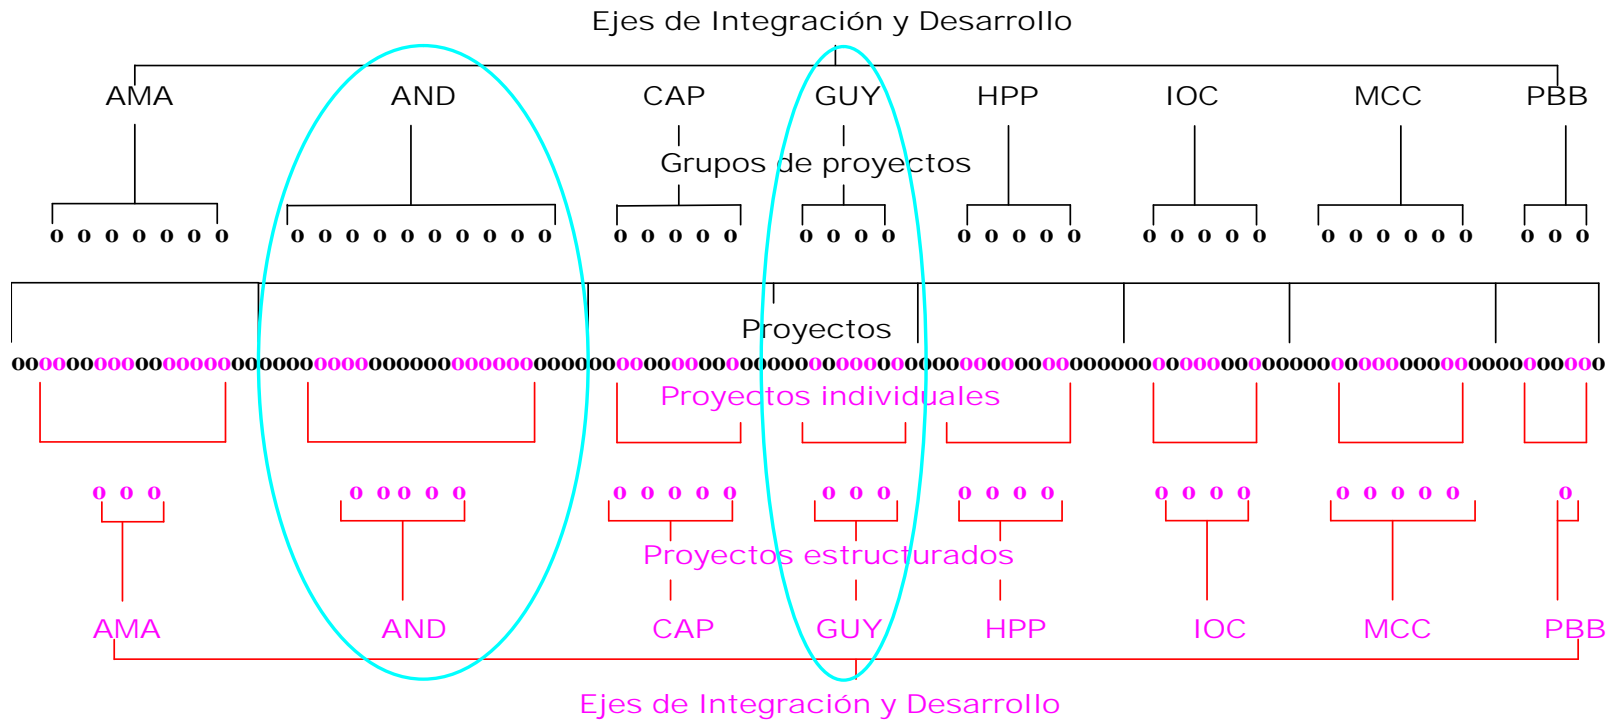 Ejes de Integración y Desarrollo
AMA AND CAP GUY HPP IOC MCC PBB
Grupos de proyectos
o o o o o o o o o o o o o o o o o o o o o o o o o o o o o o o o o o o o o o o o o o o o o
Proyectos
oooooooooooooooooooooooooooooooooooooooooooooooooooooooooooooooooooooooooooooooooooooooooooooooooooooooooooooooooooo
Proyectos individuales
o o o o o o o o o o o o o o o o o o o o o o o o o o o o o o
Proyectos estructurados
AMA AND CAP GUY HPP IOC MCC PBB
Ejes de Integración y Desarrollo